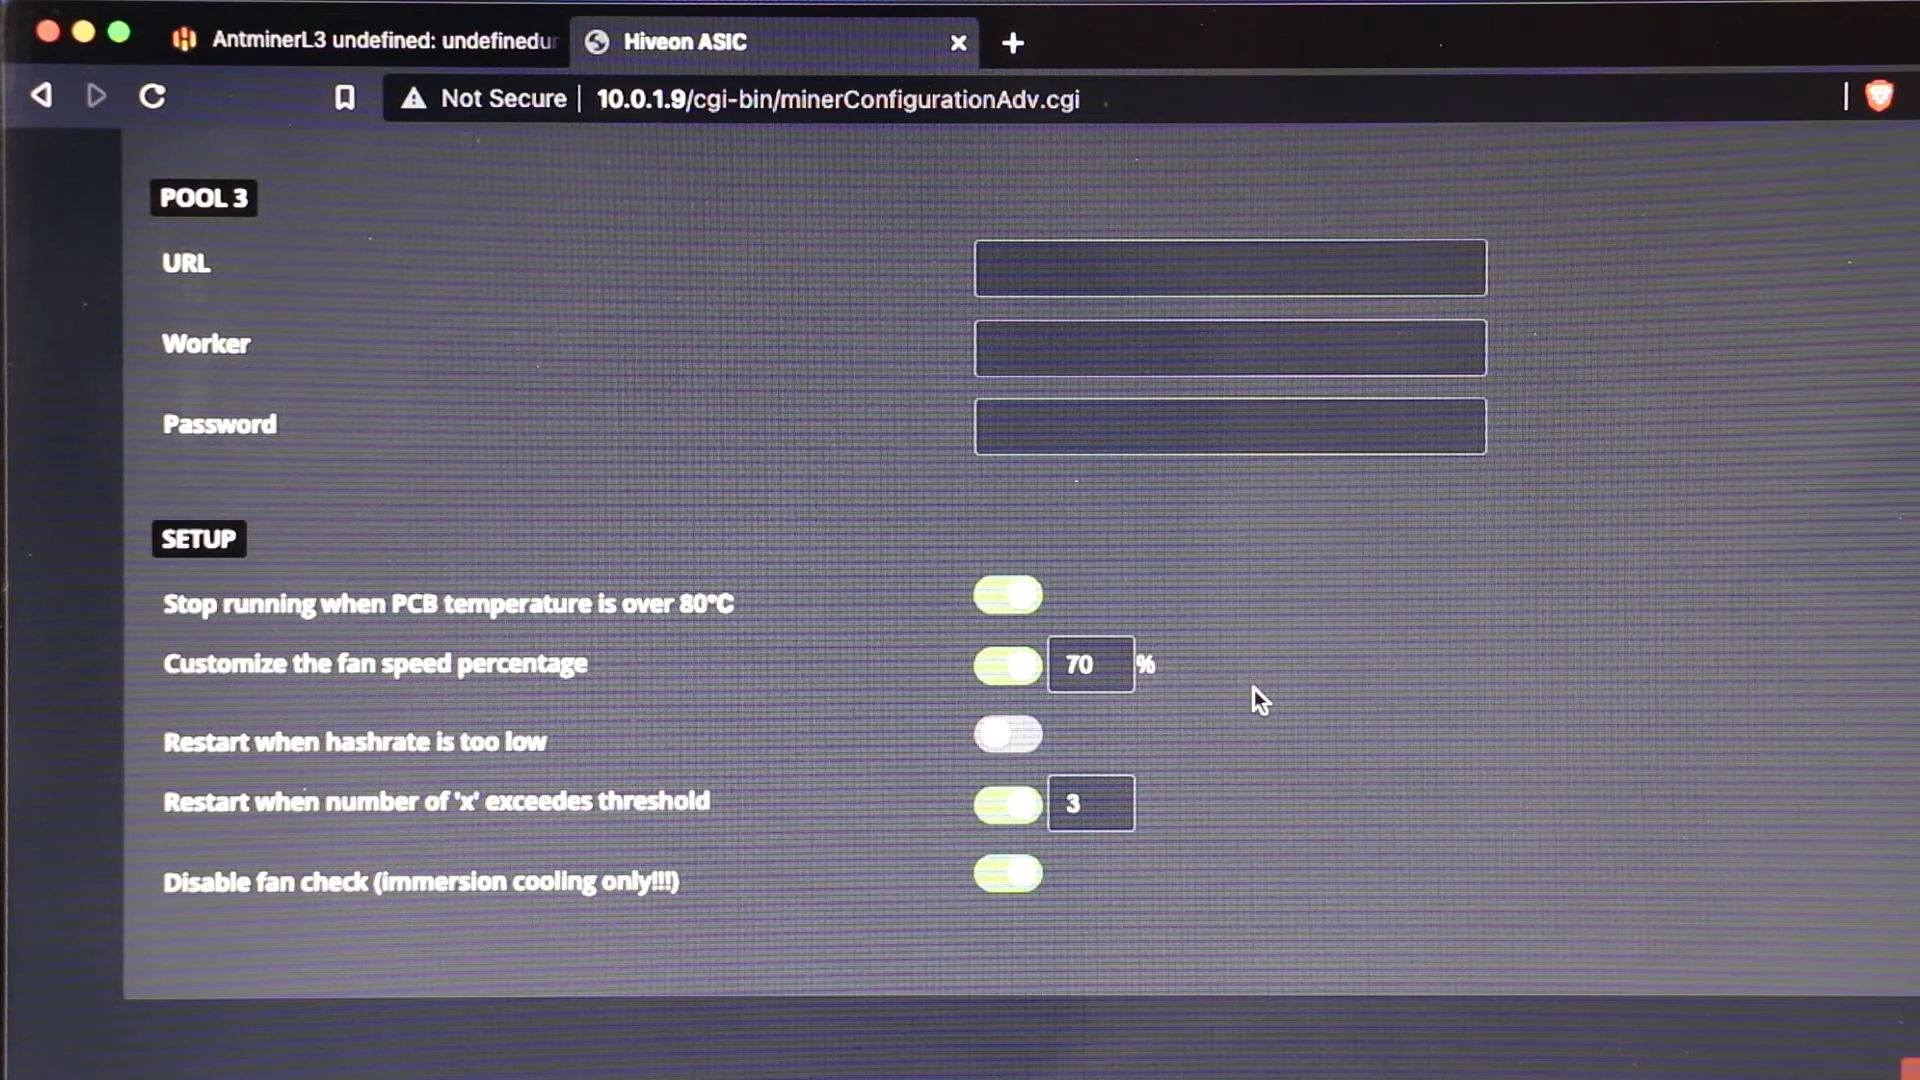 AntminerL3 undefined: undefinedur
Hiveon ASIC
Not Secure | 10.0.1.9/cgi-bin/minerConfigurationAdv.cgi
POOL 3
URL
Worker
Password
SETUP
Stop running when PCB temperature is over 80°C
Customize the fan speed percentage 70 %
Restart when hashrate is too low
Restart when number of 'x' exceedes threshold 3
Disable fan check (immersion cooling only!!!)